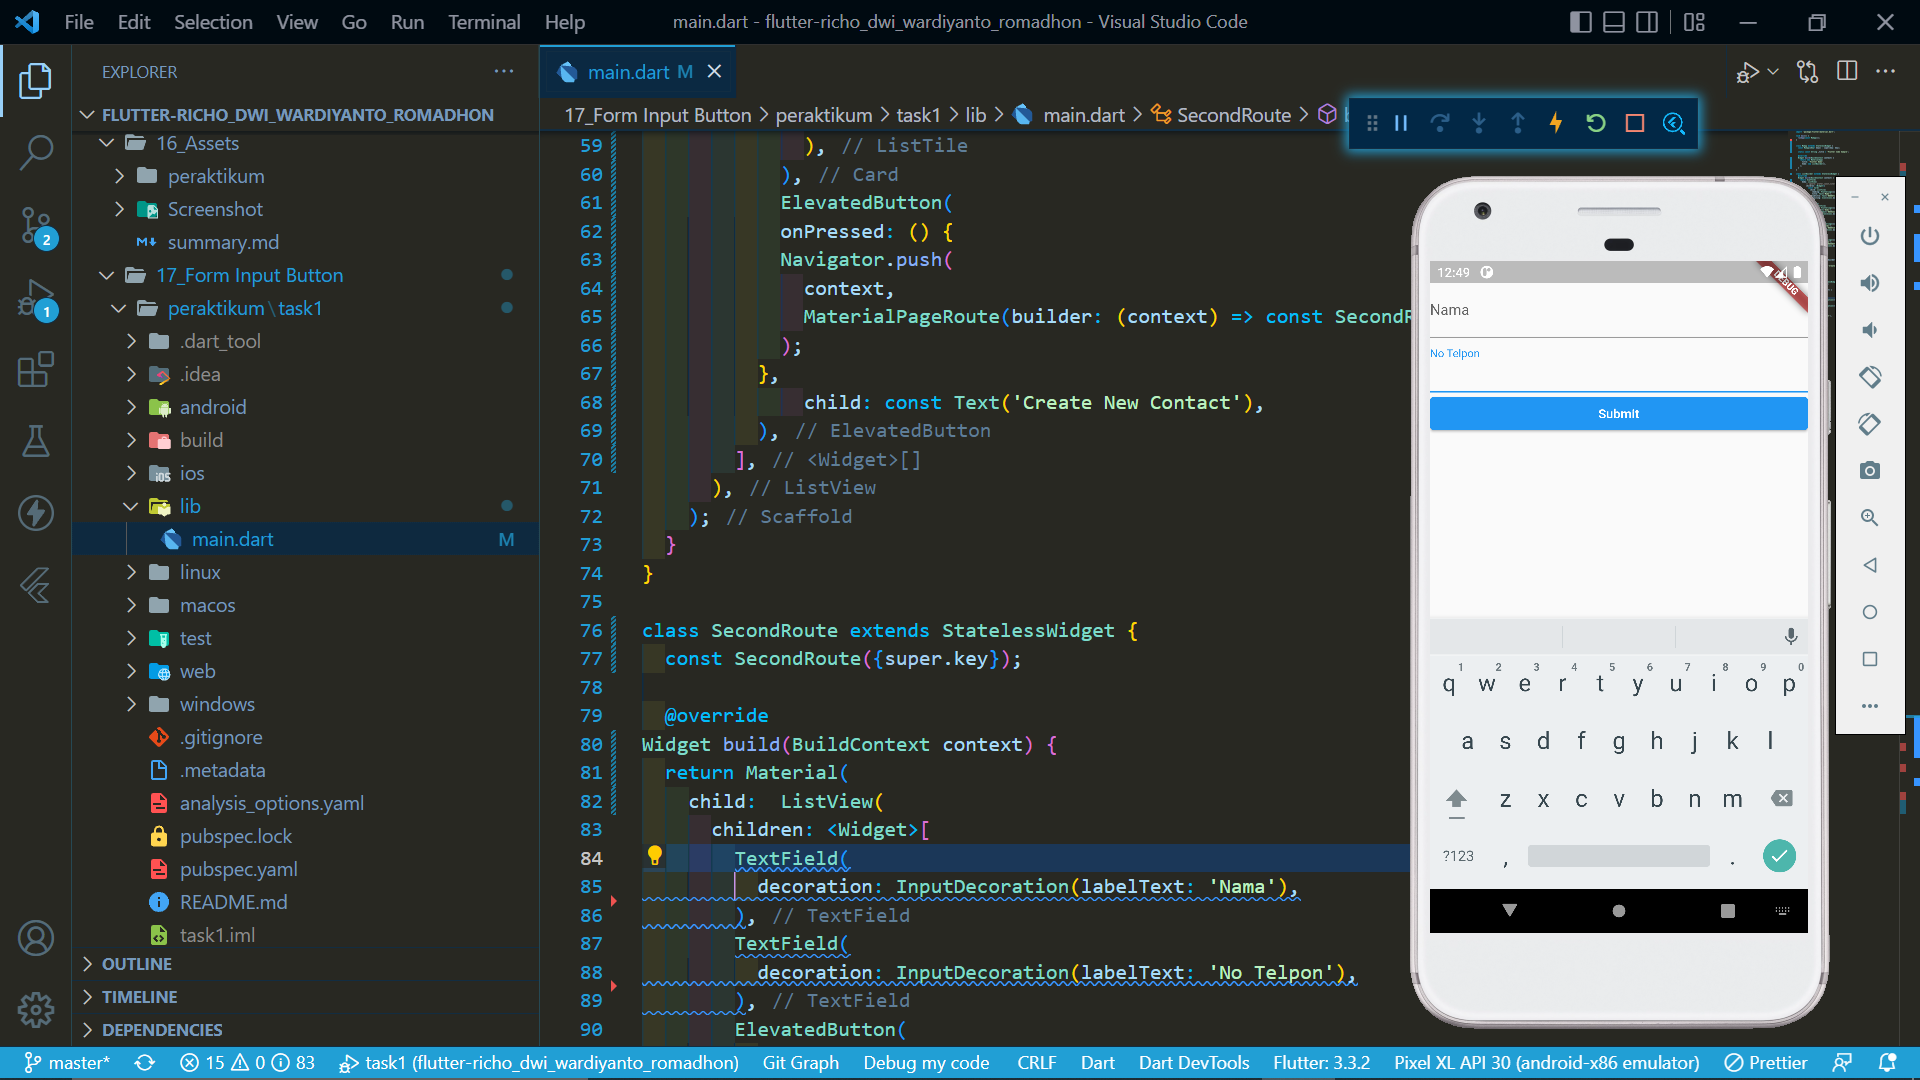 File Edit Selection View Go Run Terminal Help
main.dart - flutter-richo_dwi_wardiyanto_romadhon - Visual Studio Code
EXPLORER
FLUTTER-RICHO_DWI_WARDIYANTO_ROMADHON
16_Assets
peraktikum
Screenshot
summary.md
17_Form Input Button
peraktikum\task1
.dart_tool
.idea
android
build
ios
lib
main.dart M
linux
macos
test
web
windows
.gitignore
.metadata
analysis_options.yaml
pubspec.lock
pubspec.yaml
README.md
task1.iml
OUTLINE
TIMELINE
DEPENDENCIES
2
1
main.dart M
17_Form Input Button > peraktikum > task1 > lib > main.dart > SecondRoute >
59 ), // ListTile
60 ), // Card
61 ElevatedButton(
62 onPressed: () {
63 Navigator.push(
64 context,
65 MaterialPageRoute(builder: (context) => const SecondR
66 );
67 },
68 child: const Text('Create New Contact'),
69 ), // ElevatedButton
70 ], // <Widget>[]
71 ), // ListView
72 ); // Scaffold
73 }
74 }
75
76 class SecondRoute extends StatelessWidget {
77 const SecondRoute({super.key});
78
79 @override
80 Widget build(BuildContext context) {
81 return Material(
82 child:  ListView(
83 children: <Widget>[
84 TextField(
85 decoration: InputDecoration(labelText: 'Nama'),
86 ), // TextField
87 TextField(
88 decoration: InputDecoration(labelText: 'No Telpon'),
89 ), // TextField
90 ElevatedButton(
12:49
DEBUG
Nama
No Telpon
Submit
1 2 3 4 5 6 7 8 9 0
q w e r t y u i o p
a s d f g h j k l
z x c v b n m
?123 , .
master* 15 0 83 task1 (flutter-richo_dwi_wardiyanto_romadhon) Git Graph Debug my code CRLF Dart Dart DevTools Flutter: 3.3.2 Pixel XL API 30 (android-x86 emulator) Prettier